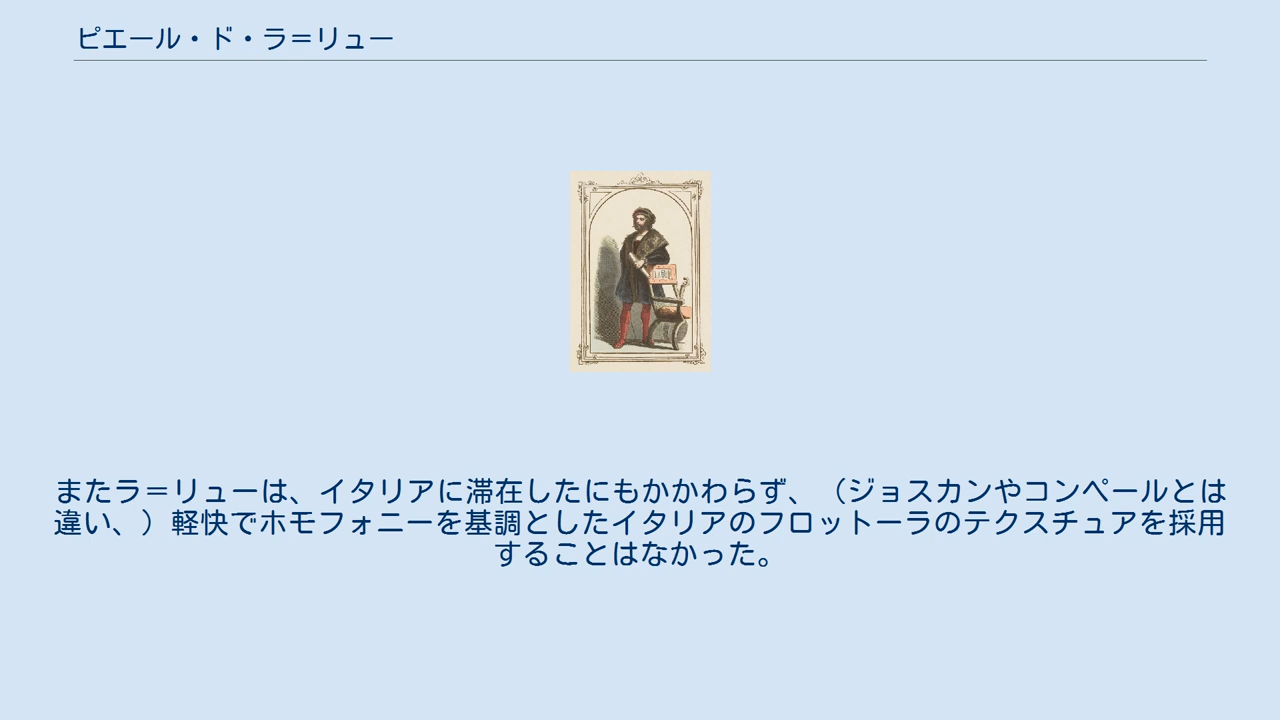 ピエール・ド・ラ＝リュー
またラ＝リューは、イタリアに滞在したにもかかわらず、（ジョスカンやコンペールとは
違い、）軽快でホモフォニーを基調としたイタリアのフロットーラのテクスチュアを採用
することはなかった。